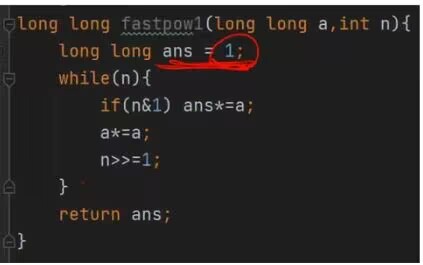 long long fastpow1(long long a,int n){
    long long ans = 1;
    while(n){
        if(n&1) ans*=a;
        a*=a;
        n>>=1;
    }
    return ans;
}